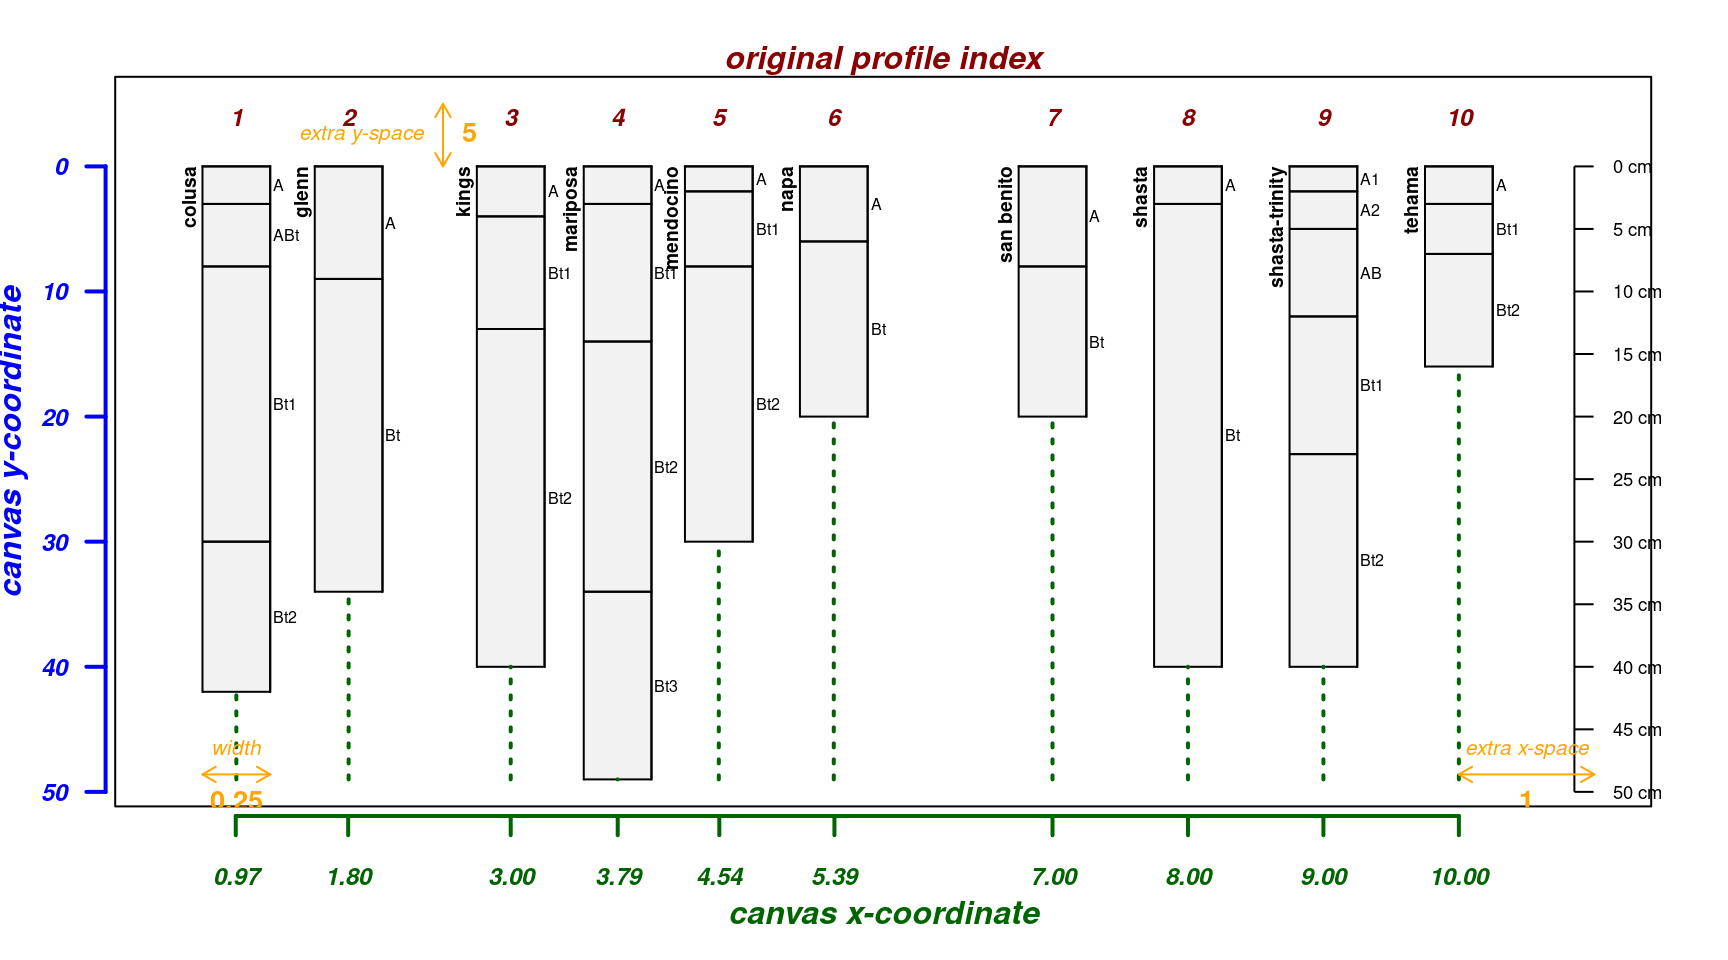 original profile index
1 2 3 4 5 6 7 8 9 10
extra y-space 5
canvas y-coordinate
0
10
20
30
40
50
colusa
A
ABt
Bt1
Bt2
glenn
A
Bt
kings
A
Bt1
Bt2
mariposa
A
Bt1
Bt2
Bt3
mendocino
A
Bt1
Bt2
napa
A
Bt
san benito
A
Bt
shasta
A
Bt
shasta-trinity
A1
A2
AB
Bt1
Bt2
tehama
A
Bt1
Bt2
0 cm
5 cm
10 cm
15 cm
20 cm
25 cm
30 cm
35 cm
40 cm
45 cm
50 cm
width
0.25
extra x-space
1
0.97 1.80 3.00 3.79 4.54 5.39 7.00 8.00 9.00 10.00
canvas x-coordinate